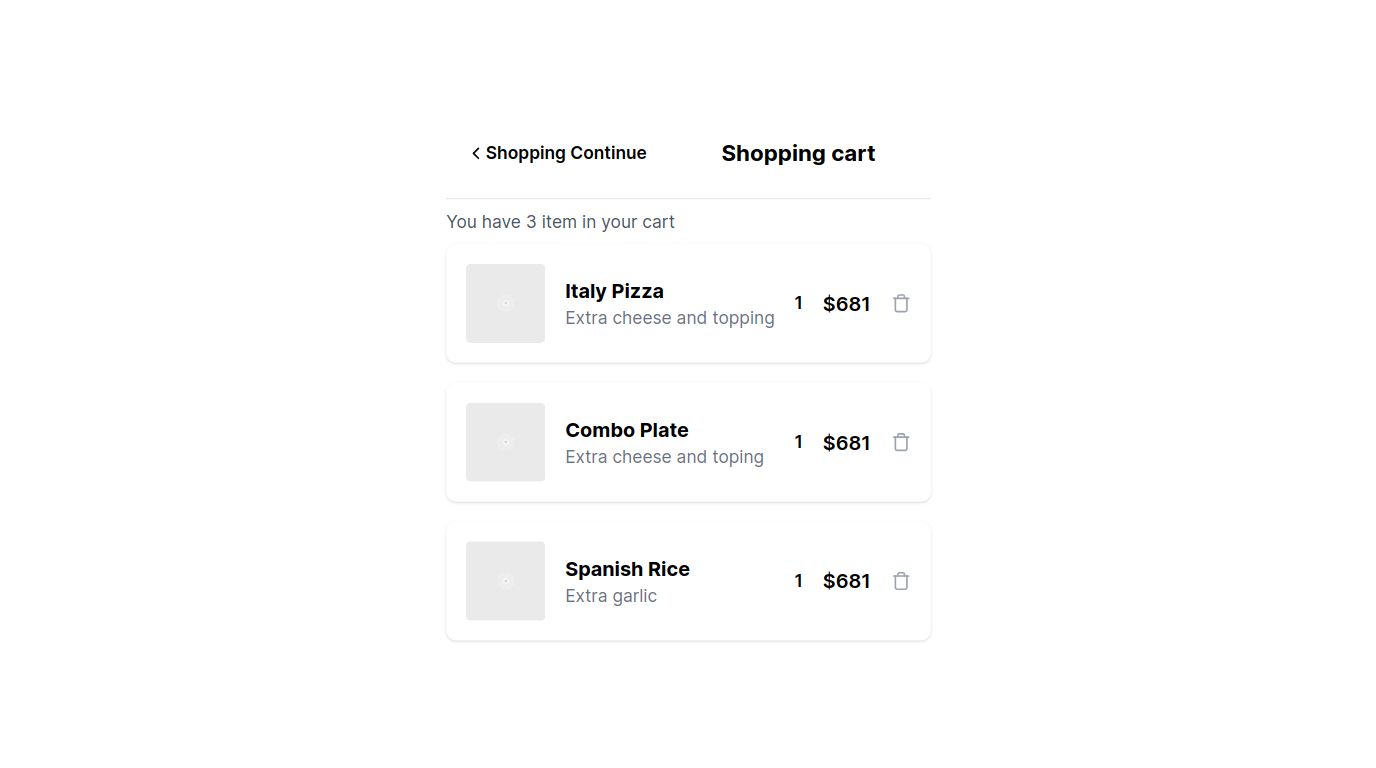 Shopping Continue
Shopping cart
You have 3 item in your cart
Italy Pizza
Extra cheese and topping
1
$681
Combo Plate
Extra cheese and toping
1
$681
Spanish Rice
Extra garlic
1
$681